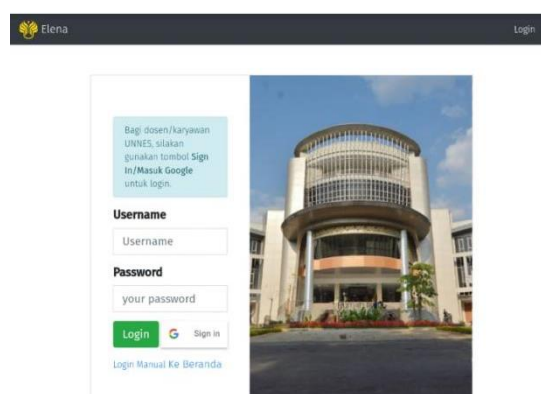 Elena
Login
Bagi dosen/karyawan
UNNES, silakan
gunakan tombol Sign
In/Masuk Google
untuk login.
Username
Username
Password
your password
Login
Sign in
Login Manual Ke Beranda